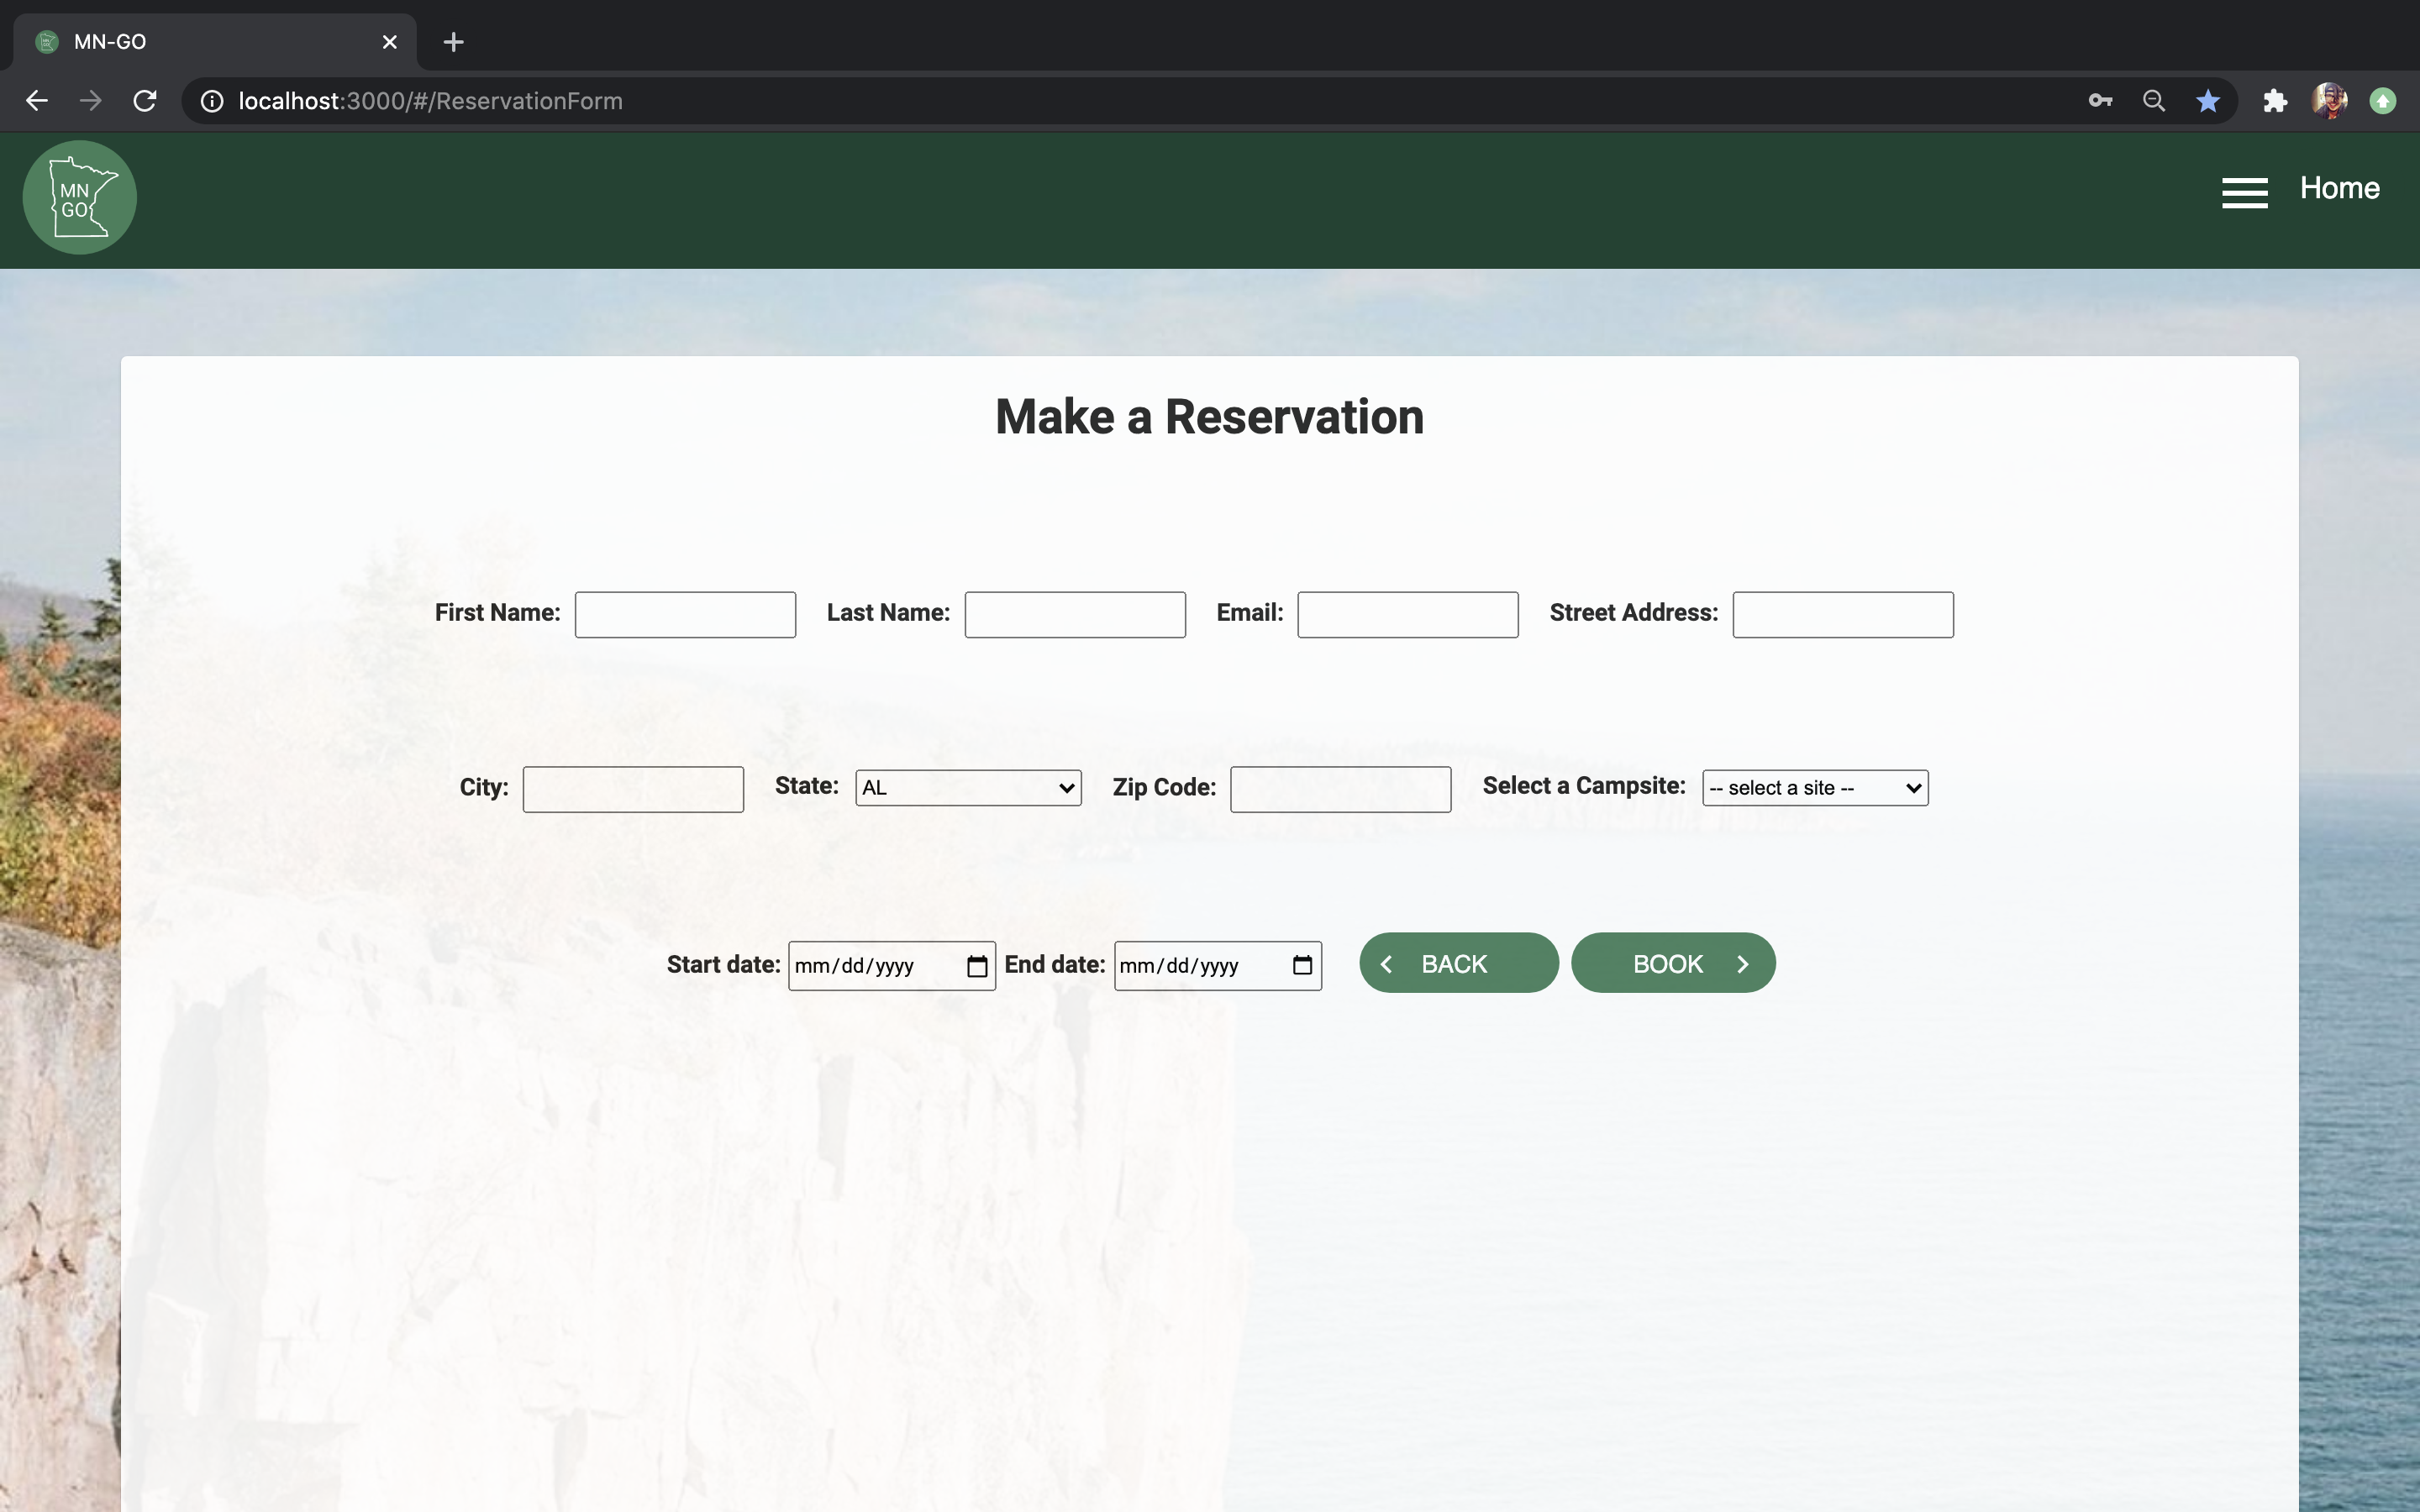 MN-GO
localhost:3000/#/ReservationForm
MN
GO
Home
Make a Reservation
First Name: Last Name: Email: Street Address:
City: State: AL Zip Code: Select a Campsite: -- select a site --
Start date: mm/dd/yyyy End date: mm/dd/yyyy BACK BOOK